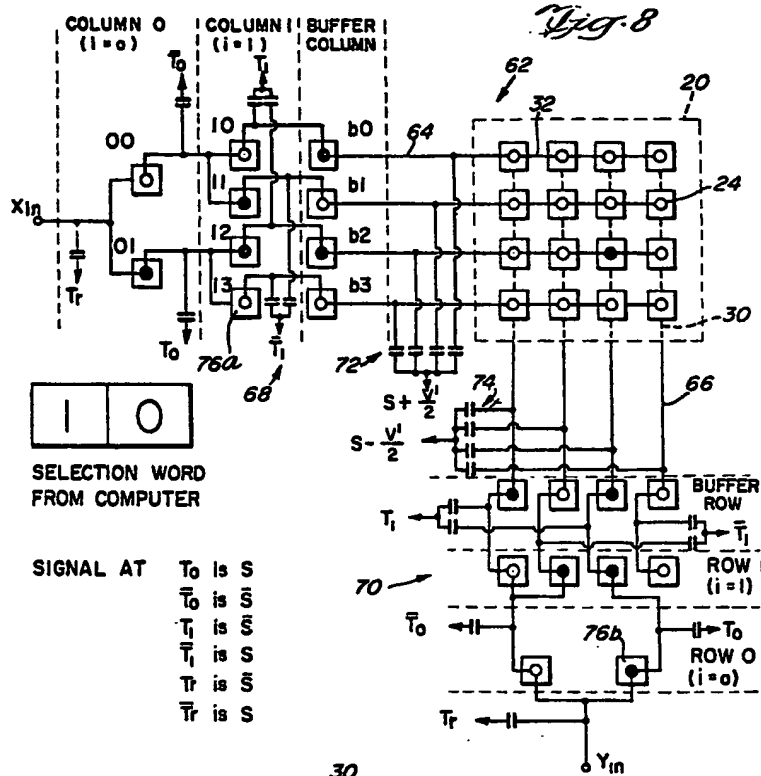 COLUMN 0
(i=0)
COLUMN 1
(i=1)
BUFFER
COLUMN
Fig. 8
T̄0
T1
62
20
00
10
b0
64
32
11
b1
24
Xin
01
12
b2
13
b3
Tr
T0
76a
T̄1
68
72
30
S+ V'/2
74
66
S- V'/2
1 0
SELECTION WORD
FROM COMPUTER
BUFFER
ROW
T1
T̄1
SIGNAL AT T0 is S
T̄0 is S̄
T1 is S̄
T̄1 is S
Tr is S̄
T̄r is S
70
ROW 1
(i=1)
T̄0
76b
T0
ROW 0
(i=0)
Tr
Yin
30